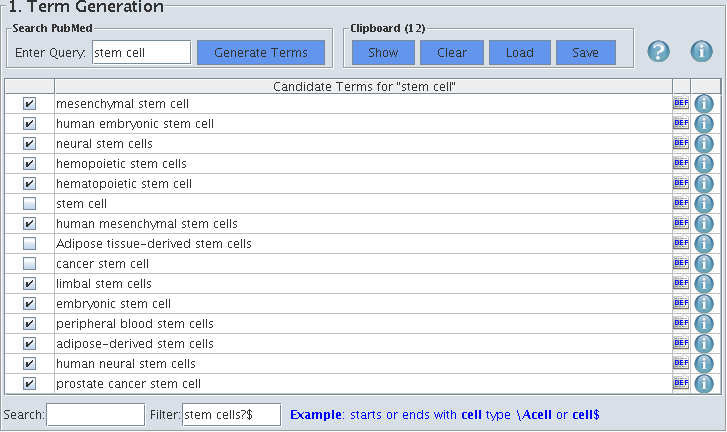 1. Term Generation
Search PubMed
Clipboard (12)
Enter Query: stem cell Generate Terms Show Clear Load Save ? i
Candidate Terms for "stem cell"
mesenchymal stem cell DEF i
human embryonic stem cell DEF i
neural stem cells DEF i
hemopoietic stem cells DEF i
hematopoietic stem cell DEF i
stem cell DEF i
human mesenchymal stem cells DEF i
Adipose tissue-derived stem cells DEF i
cancer stem cell DEF i
limbal stem cells DEF i
embryonic stem cell DEF i
peripheral blood stem cells DEF i
adipose-derived stem cells DEF i
human neural stem cells DEF i
prostate cancer stem cell DEF i
Search: Filter: stem cells?$ Example: starts or ends with cell type \Acell or cell$